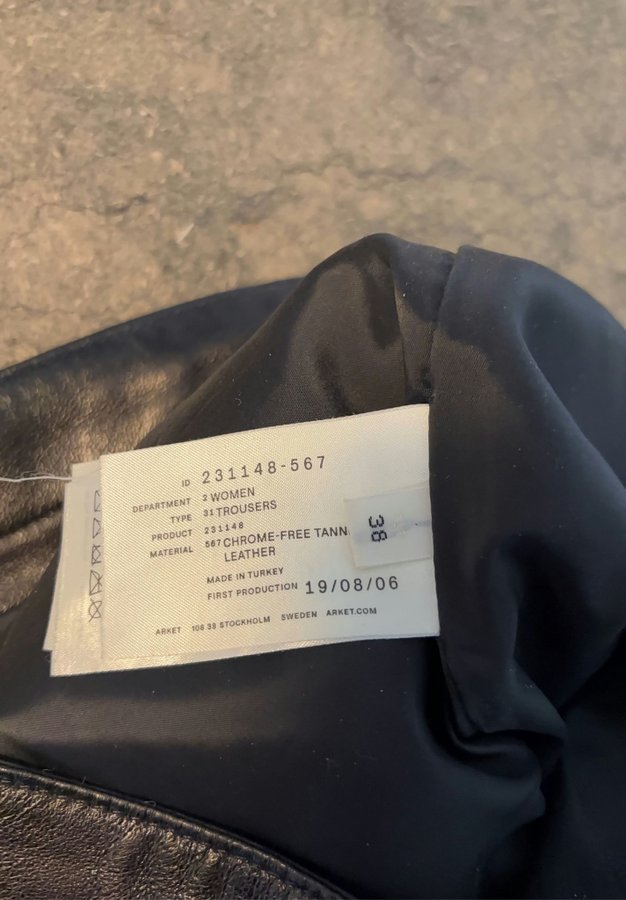 ID 231148-567
DEPARTMENT 2 WOMEN
TYPE 31 TROUSERS
PRODUCT 231148
MATERIAL 567 CHROME-FREE TANN
LEATHER
MADE IN TURKEY
FIRST PRODUCTION 19/08/06
ARKET 106 38 STOCKHOLM SWEDEN ARKET.COM
38